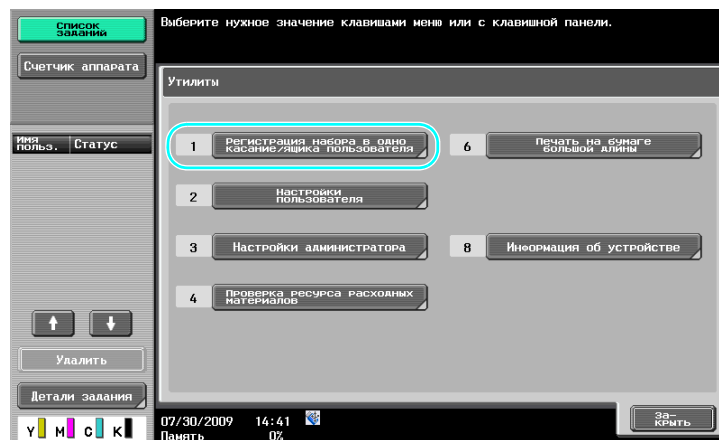 Список
заданий
Выберите нужное значение клавишами меню или с клавишной панели.
Счетчик аппарата
Утилиты
Имя
польз. Статус
1 Регистрация набора в одно
касание/ящика пользователя
6 Печать на бумаге
большой длины
2 Настройки
пользователя
3 Настройки администратора
8 Информация об устройстве
4 Проверка ресурса расходных
материалов
Удалить
Детали задания
За-
крыть
07/30/2009 14:41
Память 0%
Y M C K